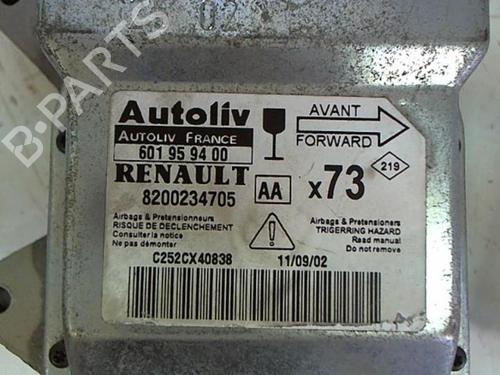 B-PARTS
Autoliv
AUTOLIV FRANCE
601 95 94 00
RENAULT
8200234705
AA
AVANT
FORWARD
x73
219
Airbags & Pretensionneurs
RISQUE DE DECLENCHEMENT
Consulter la notice
Ne pas démonter
Airbags & Pretensioners
TRIGERRING HAZARD
Read manual
Do not remove
C252CX40838
11/09/02